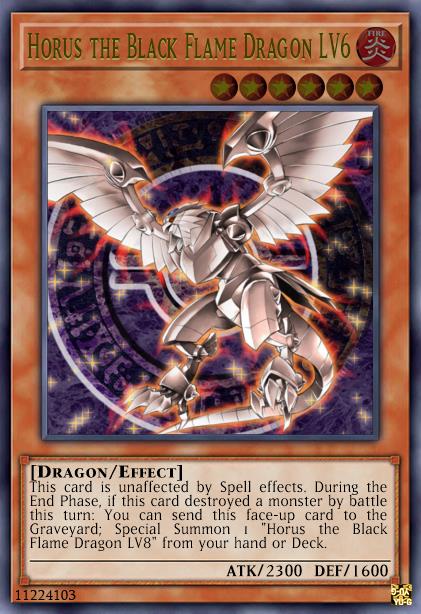 HORUS THE BLACK FLAME DRAGON LV6
FIRE
炎
[DRAGON/EFFECT]
This card is unaffected by Spell effects. During the
End Phase, if this card destroyed a monster by battle
this turn: You can send this face-up card to the
Graveyard; Special Summon 1 "Horus the Black
Flame Dragon LV8" from your hand or Deck.
ATK/2300 DEF/1600
11224103